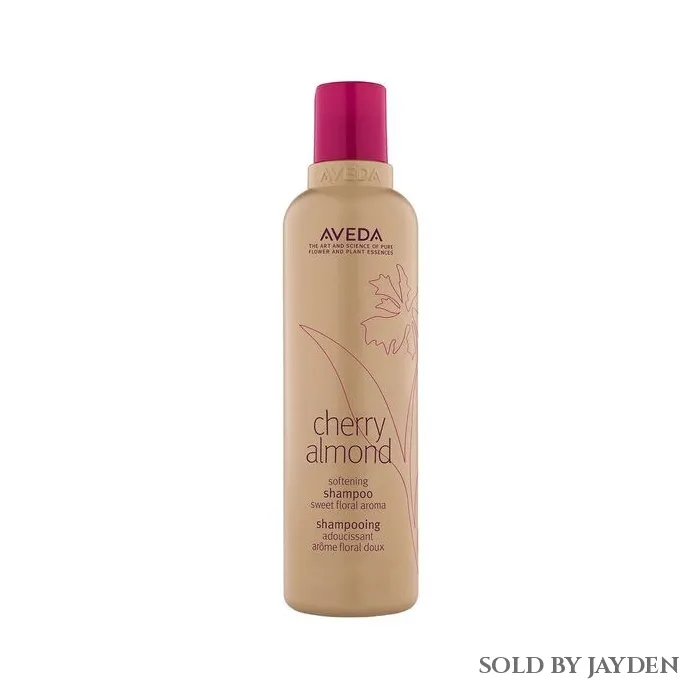 AVEDA
AVEDA
THE ART AND SCIENCE OF PURE
FLOWER AND PLANT ESSENCES
cherry
almond
softening
shampoo
sweet floral aroma
shampooing
adoucissant
arôme floral doux
SOLD BY JAYDEN